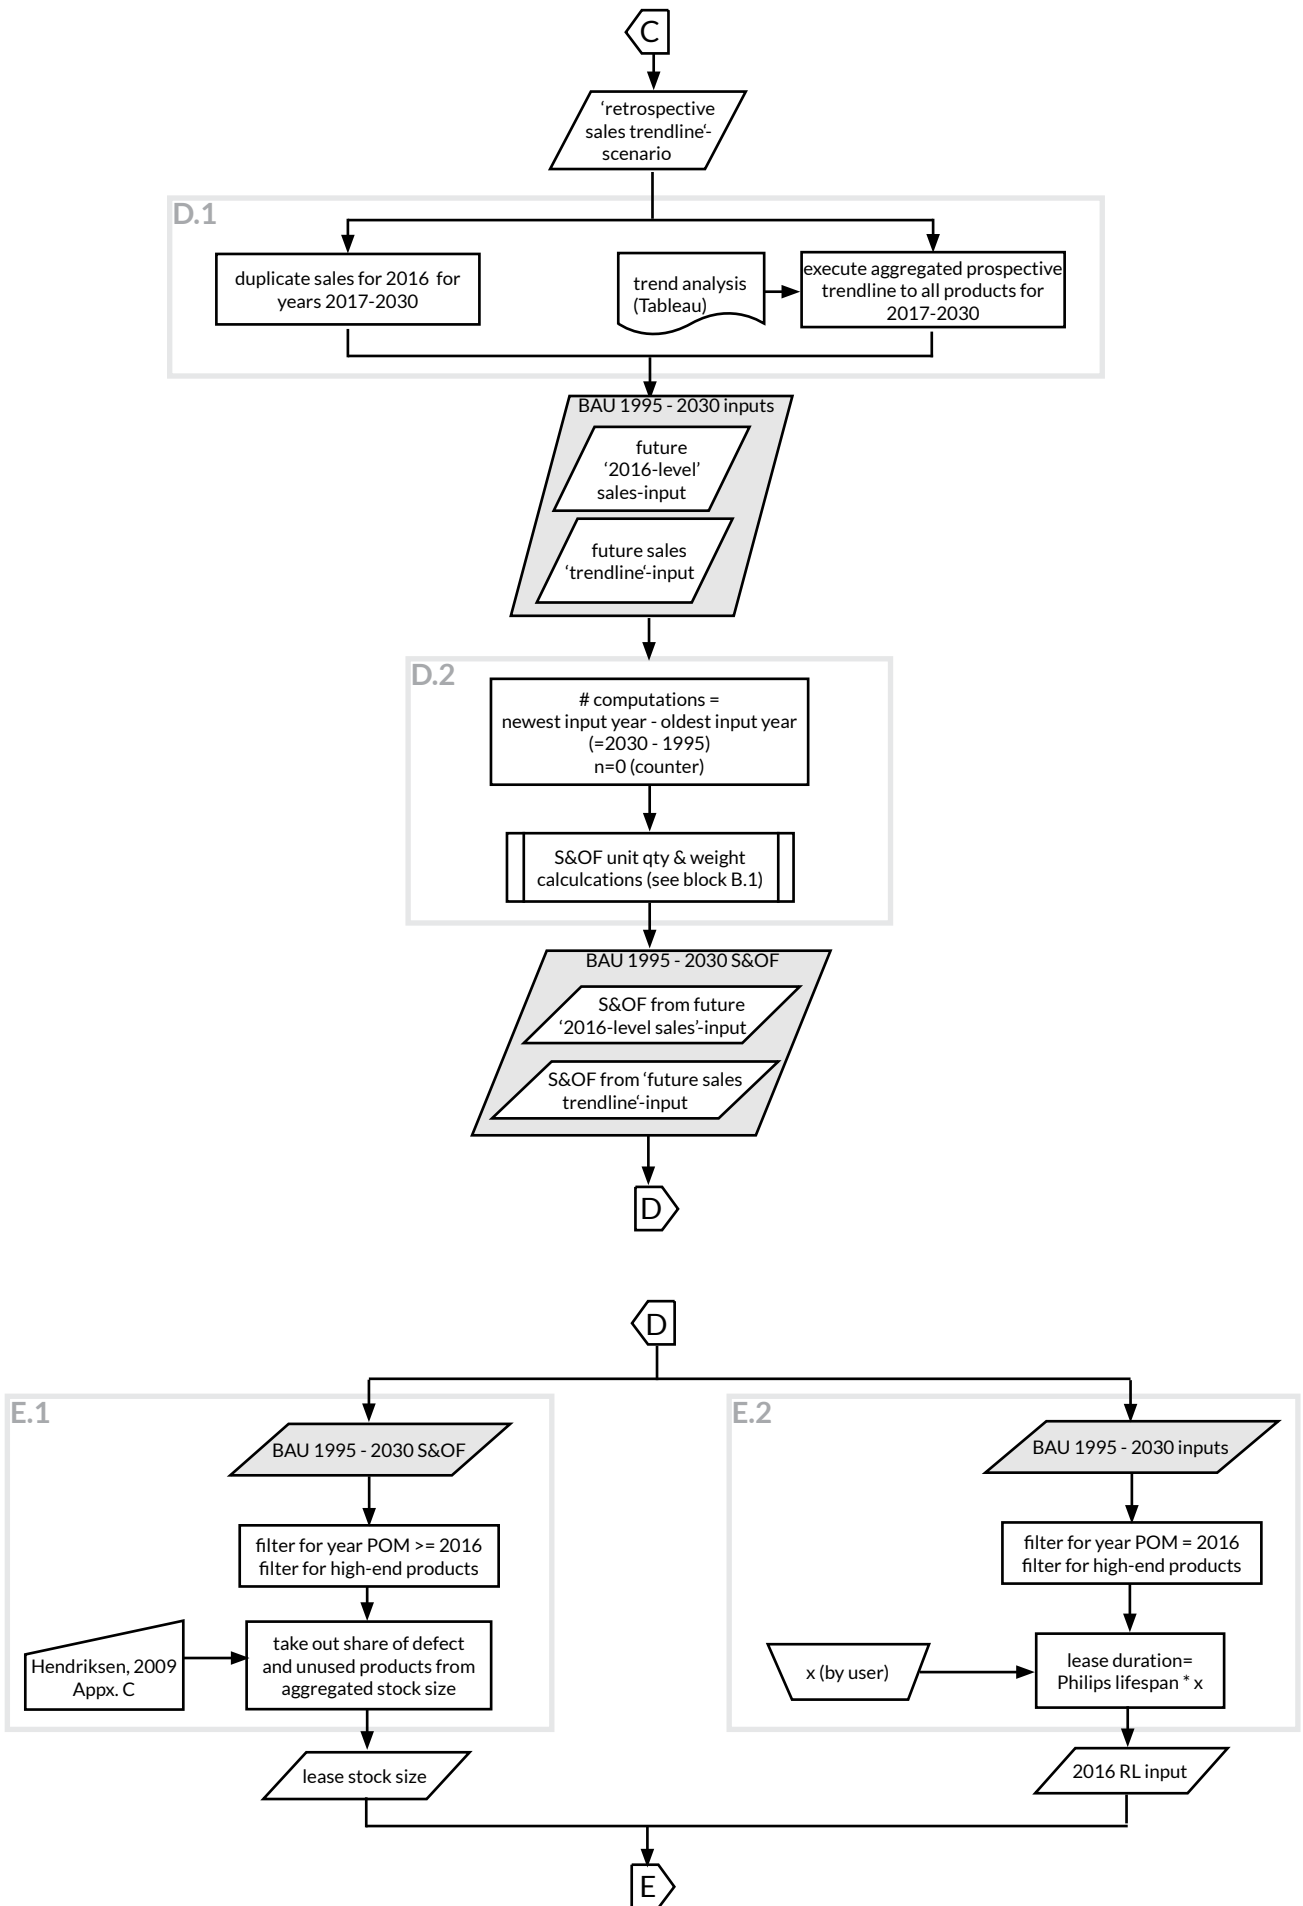 C
‘retrospective
sales trendline‘-
scenario
D.1
duplicate sales for 2016 for
years 2017-2030
trend analysis
(Tableau)
execute aggregated prospective
trendline to all products for
2017-2030
BAU 1995 - 2030 inputs
future
‘2016-level’
sales-input
future sales
‘trendline‘-input
D.2
# computations =
newest input year - oldest input year
(=2030 - 1995)
n=0 (counter)
S&OF unit qty & weight
calculcations (see block B.1)
BAU 1995 - 2030 S&OF
S&OF from future
‘2016-level sales’-input
S&OF from ‘future sales
trendline‘-input
D
D
E.1
BAU 1995 - 2030 S&OF
filter for year POM >= 2016
filter for high-end products
Hendriksen, 2009
Appx. C
take out share of defect
and unused products from
aggregated stock size
lease stock size
E.2
BAU 1995 - 2030 inputs
filter for year POM = 2016
filter for high-end products
x (by user)
lease duration=
Philips lifespan * x
2016 RL input
E